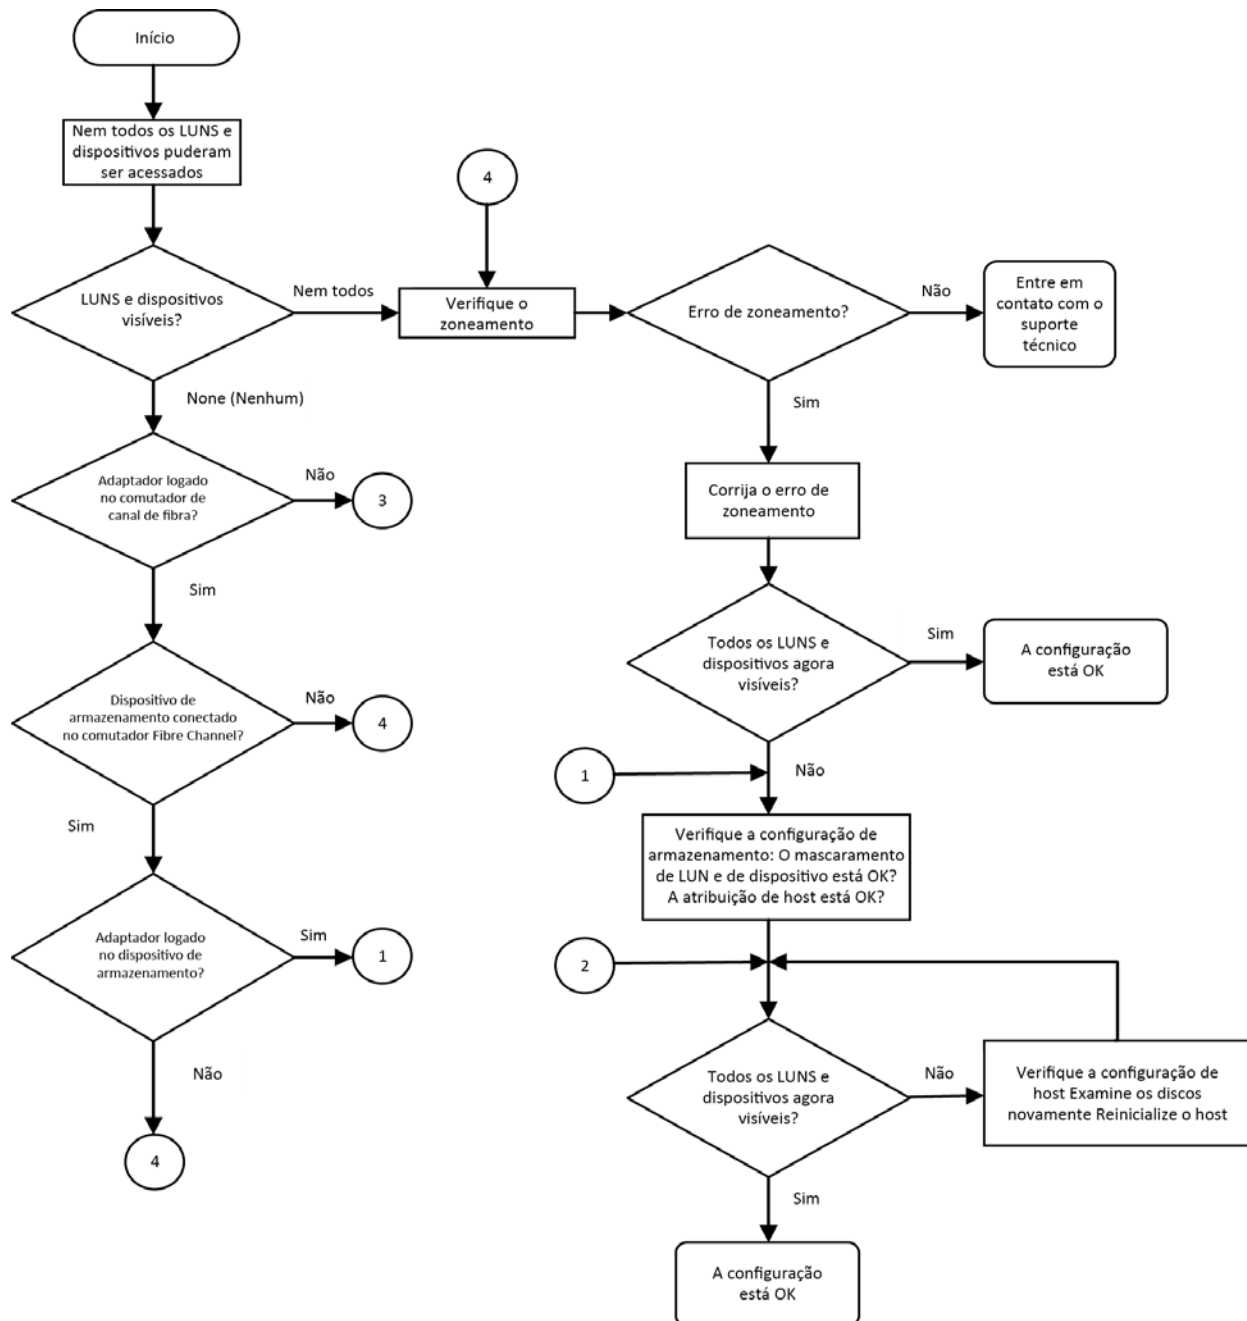 Início
Nem todos os LUNS e
dispositivos puderam
ser acessados
4
LUNS e dispositivos
visíveis?
Nem todos
Verifique o
zoneamento
Erro de zoneamento?
Não
Entre em
contato com o
suporte
técnico
None (Nenhum)
Sim
Adaptador logado
no comutador de
canal de fibra?
Não
3
Corrija o erro de
zoneamento
Sim
Todos os LUNS e
dispositivos agora
visíveis?
Sim
A configuração
está OK
Dispositivo de
armazenamento conectado
no comutador Fibre Channel?
Não
4
1
Não
Sim
Verifique a configuração de
armazenamento: O mascaramento
de LUN e de dispositivo está OK?
A atribuição de host está OK?
Adaptador logado
no dispositivo de
armazenamento?
Sim
1
2
Não
Todos os LUNS e
dispositivos agora
visíveis?
Não
Verifique a configuração de
host Examine os discos
novamente Reinicialize o host
4
Sim
A configuração
está OK